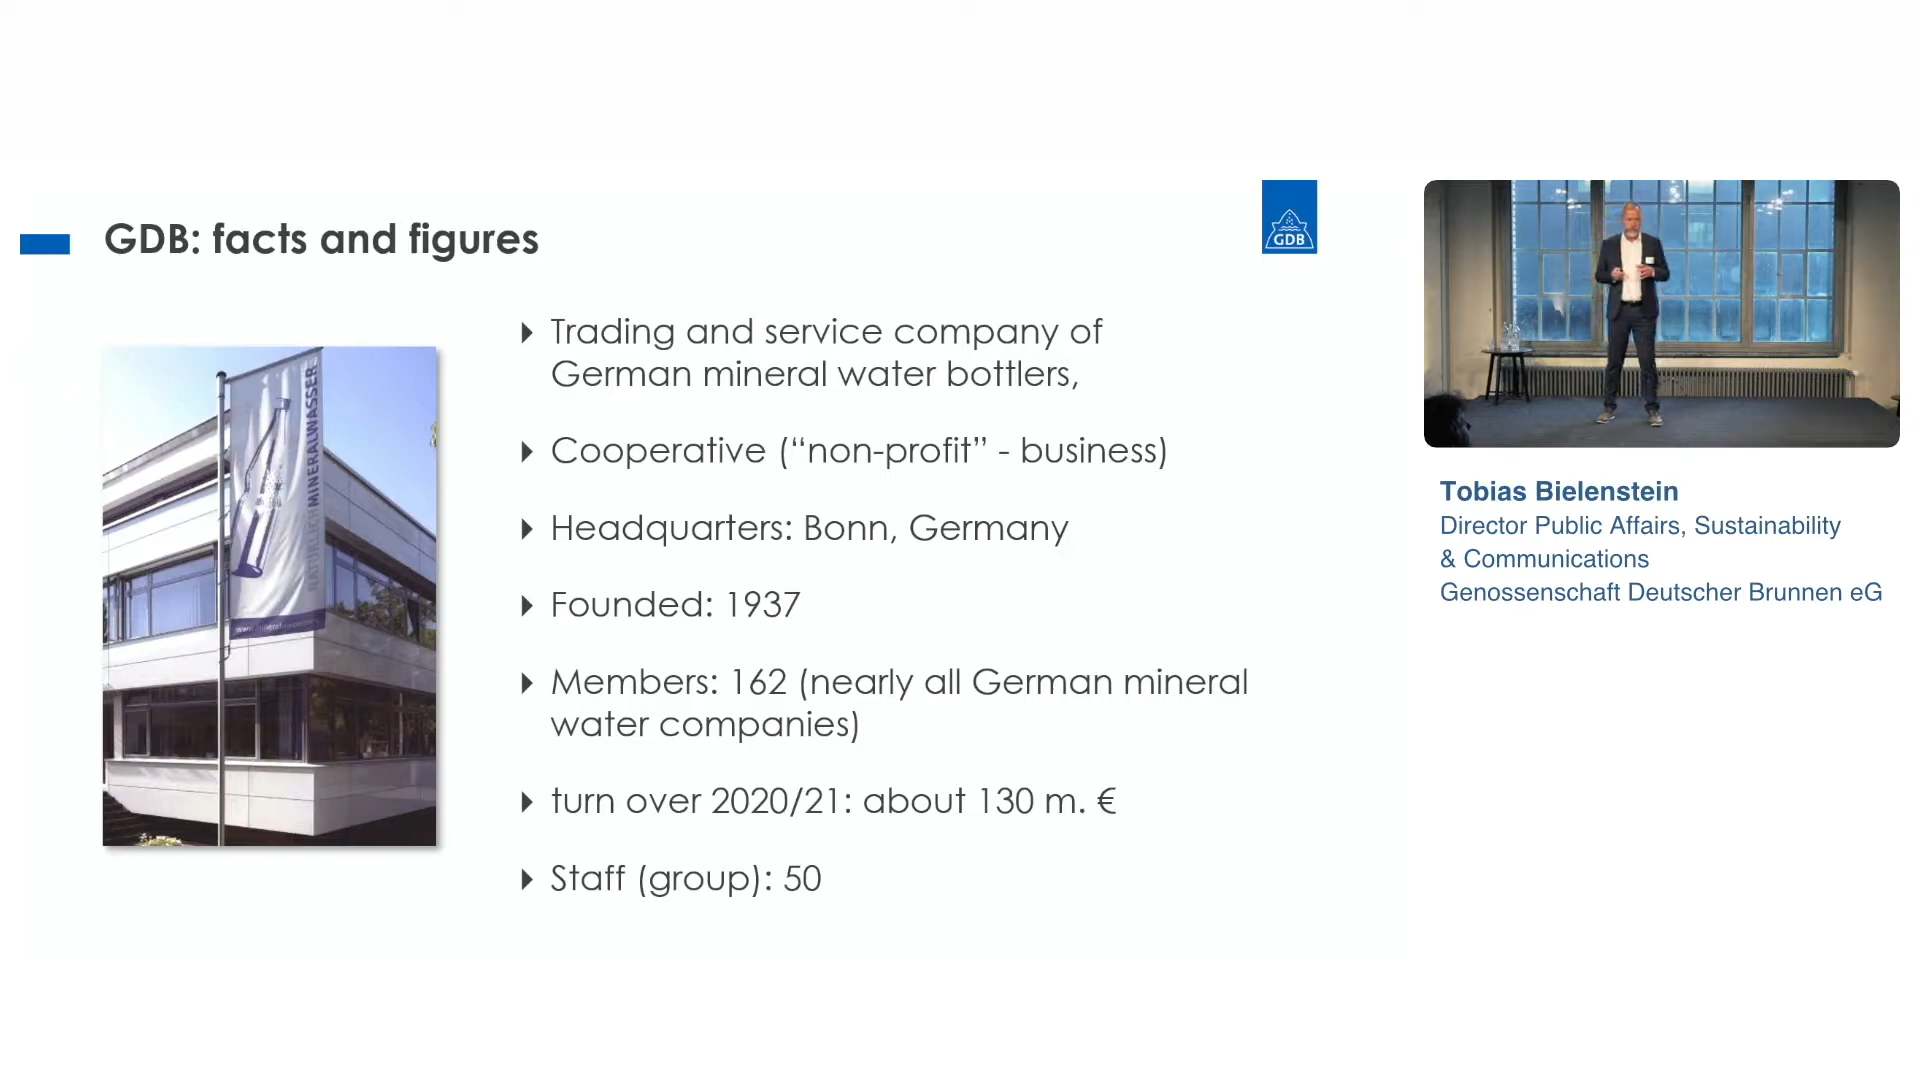 GDB: facts and figures
GDB
NATÜRLICHMINERALWASSER
Trading and service company of
German mineral water bottlers,
Cooperative (“non-profit” - business)
Headquarters: Bonn, Germany
Founded: 1937
Members: 162 (nearly all German mineral
water companies)
turn over 2020/21: about 130 m. €
Staff (group): 50
Tobias Bielenstein
Director Public Affairs, Sustainability
& Communications
Genossenschaft Deutscher Brunnen eG